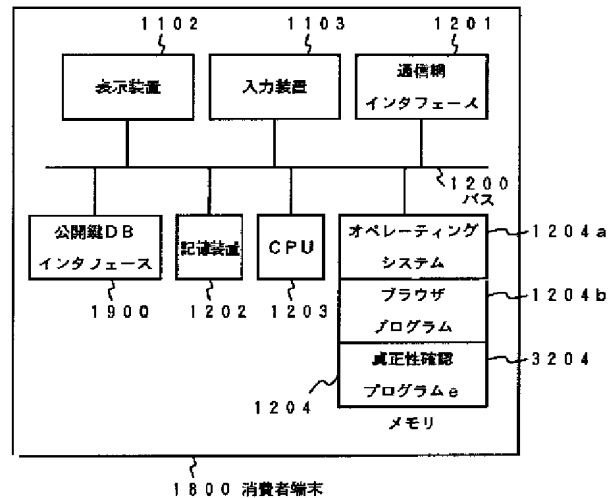 1102
1103
1201
表示装置
入力装置
通信網
インタフェース
1200
バス
公開鍵DB
インタフェース
記憶装置
CPU
オペレーティング
システム
1204a
ブラウザ
プログラム
1204b
真正性確認
プログラムe
3204
1900
1202
1203
1204
メモリ
1800 消費者端末